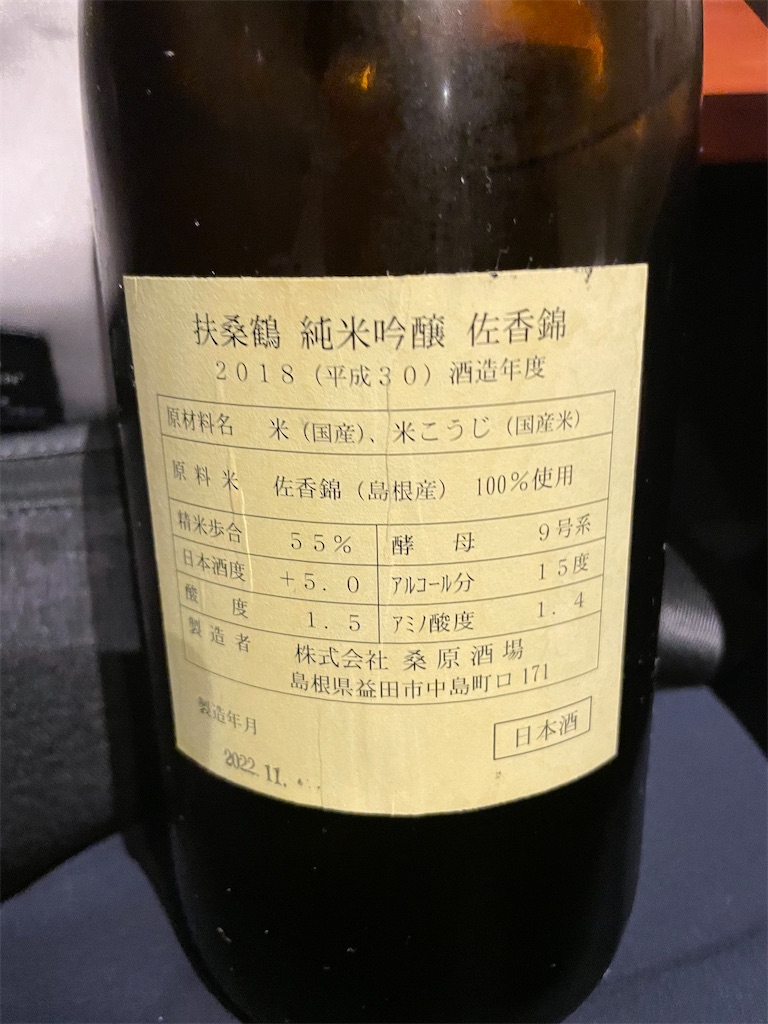 扶桑鶴 純米吟醸 佐香錦
2018（平成30）酒造年度
原材料名 米（国産）、米こうじ（国産米）
原料米 佐香錦（島根産） 100%使用
精米歩合 55% 酵母 9号系
日本酒度 +5.0 アルコール分 15度
酸度 1.5 アミノ酸度 1.4
製造者 株式会社 桑原酒場
島根県益田市中島町ロ171
製造年月
2022.11.
日本酒